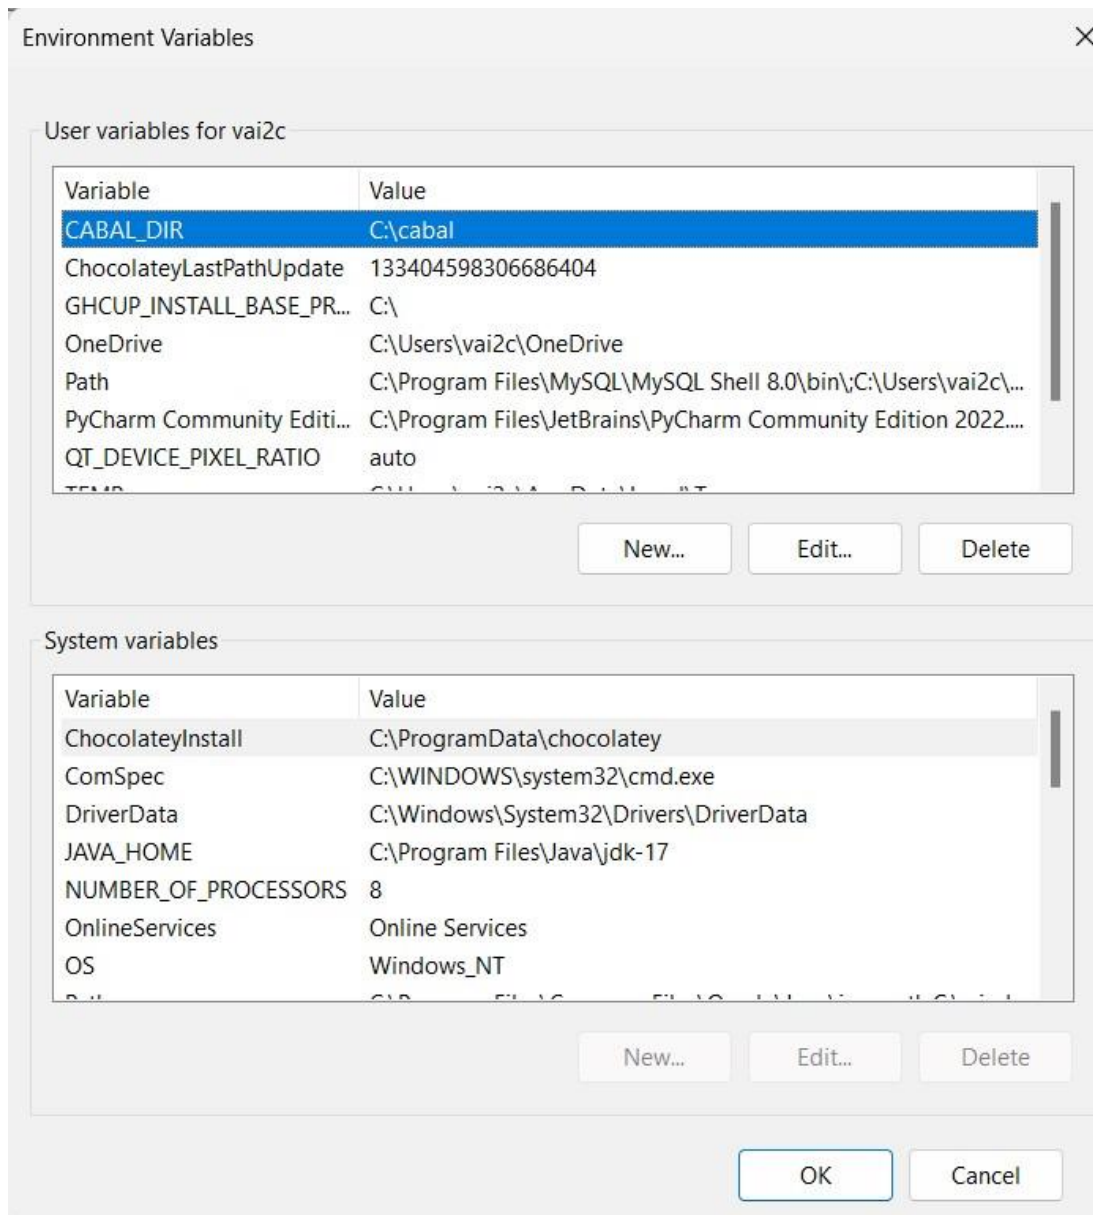 Environment Variables
User variables for vai2c
Variable Value
CABAL_DIR C:\cabal
ChocolateyLastPathUpdate 133404598306686404
GHCUP_INSTALL_BASE_PR... C:\
OneDrive C:\Users\vai2c\OneDrive
Path C:\Program Files\MySQL\MySQL Shell 8.0\bin\;C:\Users\vai2c\...
PyCharm Community Editi... C:\Program Files\JetBrains\PyCharm Community Edition 2022....
QT_DEVICE_PIXEL_RATIO auto
New... Edit... Delete
System variables
Variable Value
ChocolateyInstall C:\ProgramData\chocolatey
ComSpec C:\WINDOWS\system32\cmd.exe
DriverData C:\Windows\System32\Drivers\DriverData
JAVA_HOME C:\Program Files\Java\jdk-17
NUMBER_OF_PROCESSORS 8
OnlineServices Online Services
OS Windows_NT
New... Edit... Delete
OK Cancel